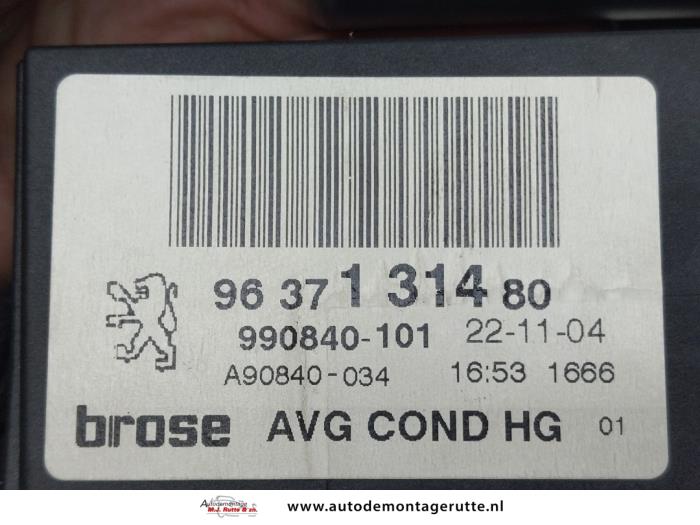 96 37 1 314 80
990840-101 22-11-04
A90840-034 16:53 1666
brose AVG COND HG 01
Autodemontage
M.J. Rutte & zn.
www.autodemontagerutte.nl